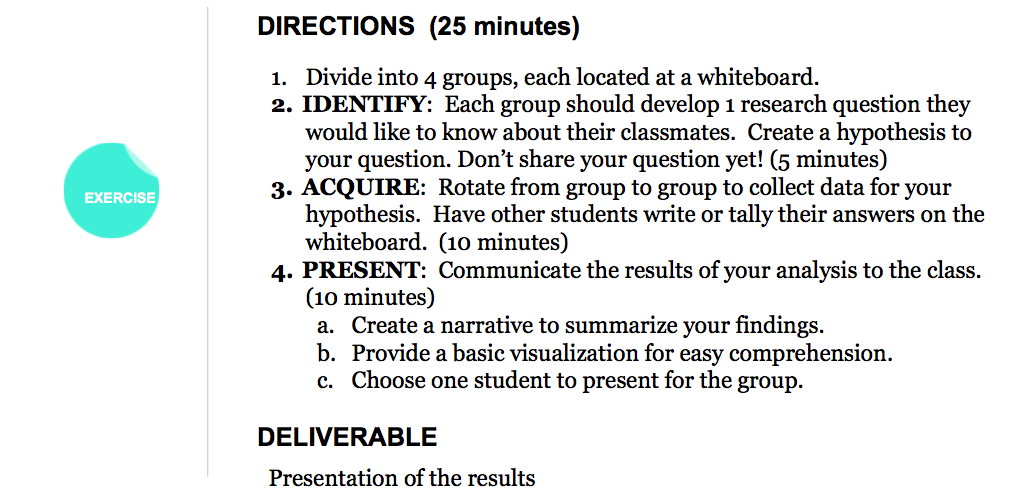 DIRECTIONS (25 minutes)
1. Divide into 4 groups, each located at a whiteboard.
2. IDENTIFY: Each group should develop 1 research question they
would like to know about their classmates. Create a hypothesis to
your question. Don’t share your question yet! (5 minutes)
EXERCISE
3. ACQUIRE: Rotate from group to group to collect data for your
hypothesis. Have other students write or tally their answers on the
whiteboard. (10 minutes)
4. PRESENT: Communicate the results of your analysis to the class.
(10 minutes)
a. Create a narrative to summarize your findings.
b. Provide a basic visualization for easy comprehension.
c. Choose one student to present for the group.
DELIVERABLE
Presentation of the results